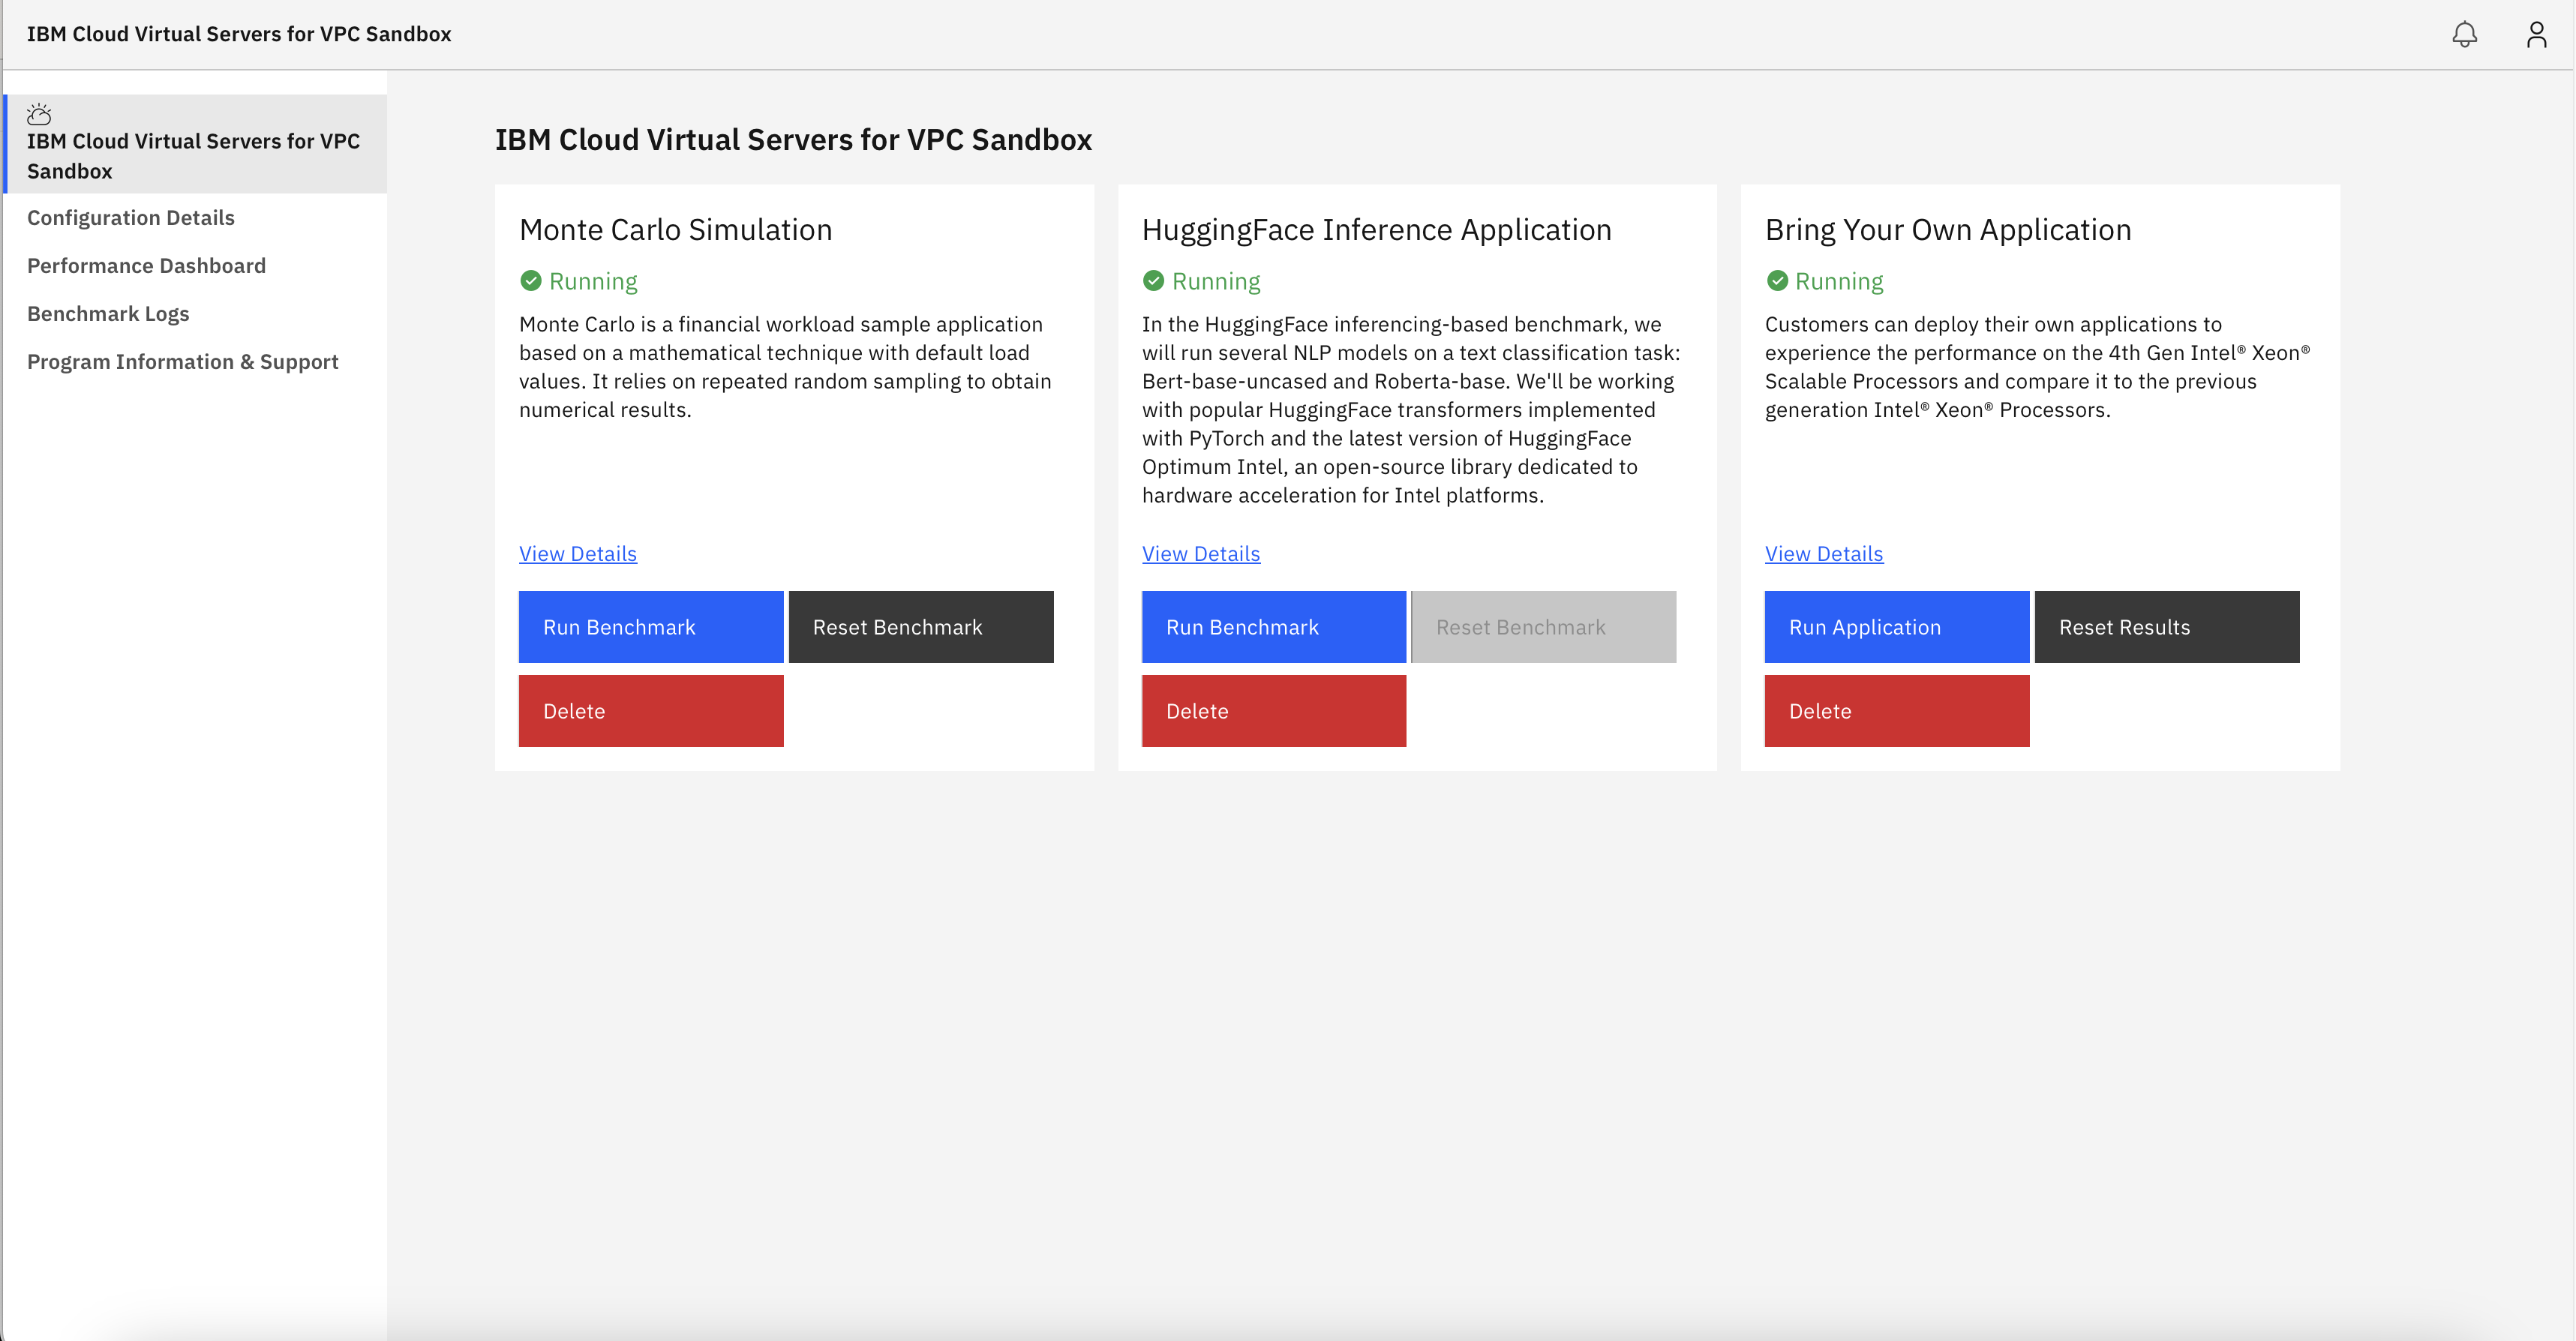 IBM Cloud Virtual Servers for VPC Sandbox
IBM Cloud Virtual Servers for VPC
Sandbox
Configuration Details
Performance Dashboard
Benchmark Logs
Program Information & Support
IBM Cloud Virtual Servers for VPC Sandbox
Monte Carlo Simulation
Running
Monte Carlo is a financial workload sample application
based on a mathematical technique with default load
values. It relies on repeated random sampling to obtain
numerical results.
View Details
Run Benchmark
Reset Benchmark
Delete
HuggingFace Inference Application
Running
In the HuggingFace inferencing-based benchmark, we
will run several NLP models on a text classification task:
Bert-base-uncased and Roberta-base. We'll be working
with popular HuggingFace transformers implemented
with PyTorch and the latest version of HuggingFace
Optimum Intel, an open-source library dedicated to
hardware acceleration for Intel platforms.
View Details
Run Benchmark
Reset Benchmark
Delete
Bring Your Own Application
Running
Customers can deploy their own applications to
experience the performance on the 4th Gen Intel® Xeon®
Scalable Processors and compare it to the previous
generation Intel® Xeon® Processors.
View Details
Run Application
Reset Results
Delete